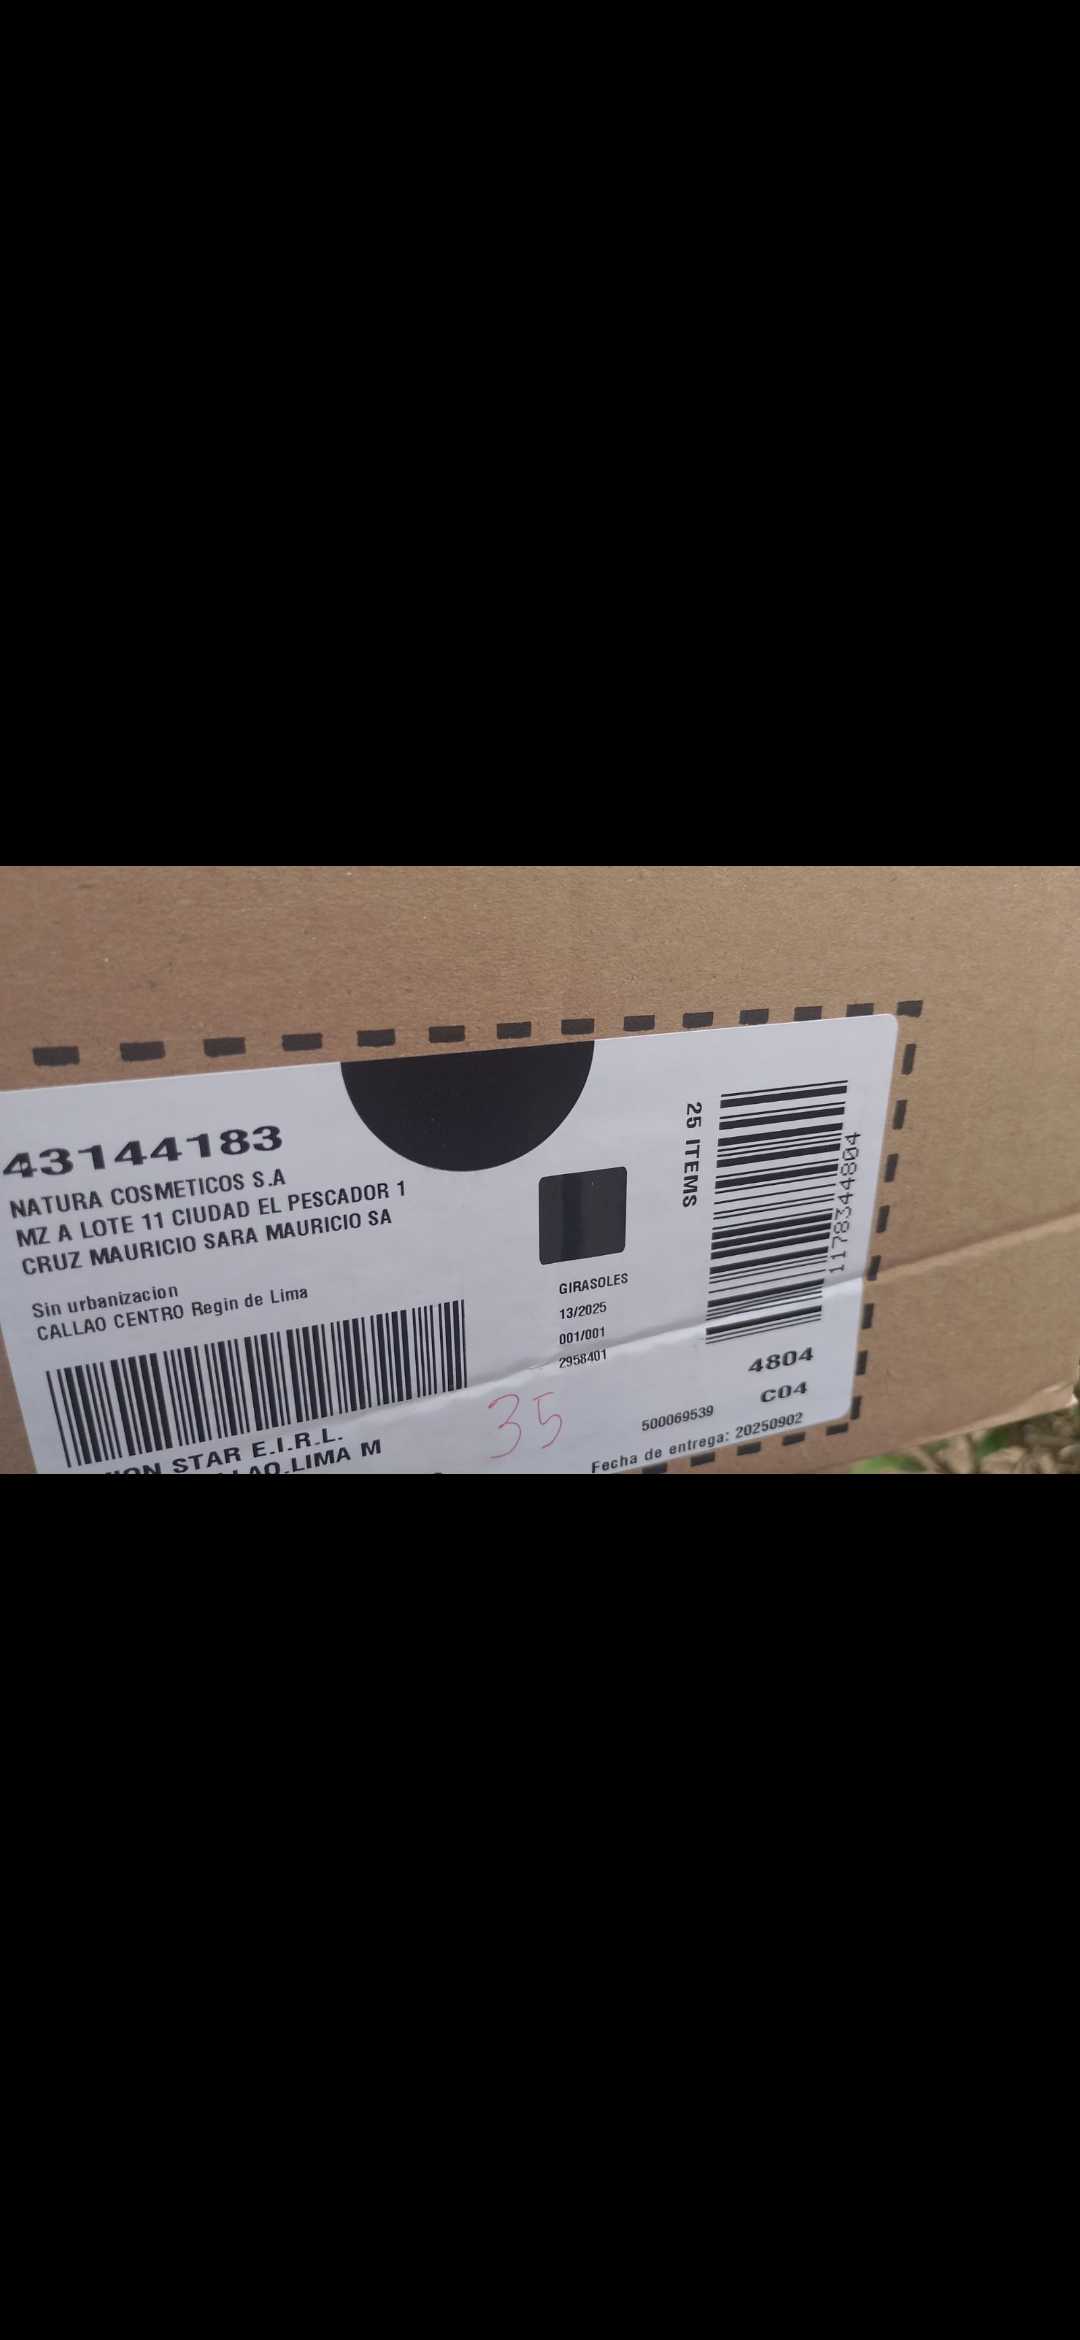 43144183
NATURA COSMETICOS S.A
MZ A LOTE 11 CIUDAD EL PESCADOR 1
CRUZ MAURICIO SARA MAURICIO SA
Sin urbanizacion
CALLAO CENTRO Regin de Lima
STAR E.I.R.L.
LIMA M
GIRASOLES
13/2025
001/001
2958401
35
25 ITEMS
1178344804
4804
C04
500069539
Fecha de entrega: 20250902